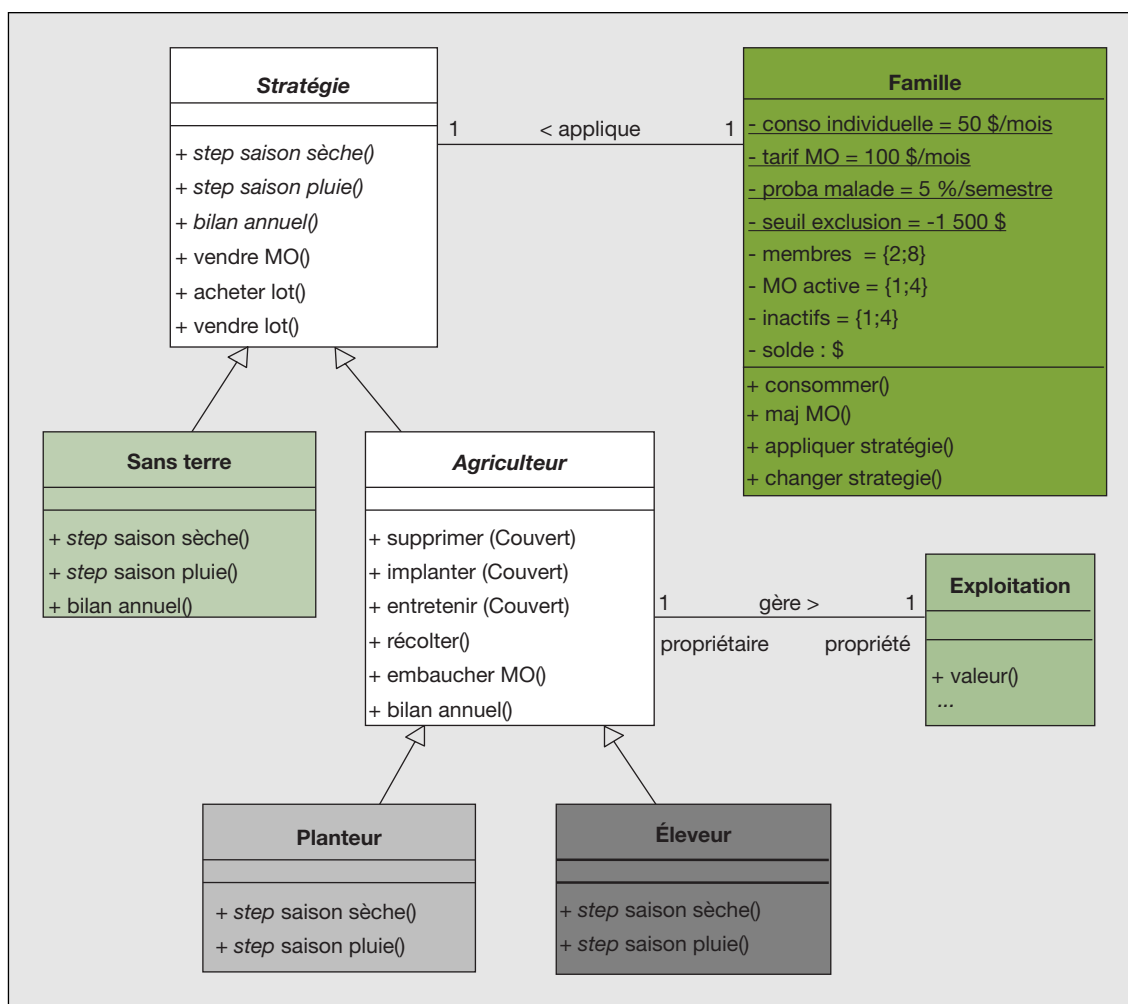 Stratégie
+ step saison sèche()
+ step saison pluie()
+ bilan annuel()
+ vendre MO()
+ acheter lot()
+ vendre lot()
1 < applique 1
Famille
- conso individuelle = 50 $/mois
- tarif MO = 100 $/mois
- proba malade = 5 %/semestre
- seuil exclusion = -1 500 $
- membres = {2;8}
- MO active = {1;4}
- inactifs = {1;4}
- solde : $
+ consommer()
+ maj MO()
+ appliquer stratégie()
+ changer strategie()
Sans terre
+ step saison sèche()
+ step saison pluie()
+ bilan annuel()
Agriculteur
+ supprimer (Couvert)
+ implanter (Couvert)
+ entretenir (Couvert)
+ récolter()
+ embaucher MO()
+ bilan annuel()
1 gère > 1
propriétaire propriété
Exploitation
+ valeur()
...
Planteur
+ step saison sèche()
+ step saison pluie()
Éleveur
+ step saison sèche()
+ step saison pluie()